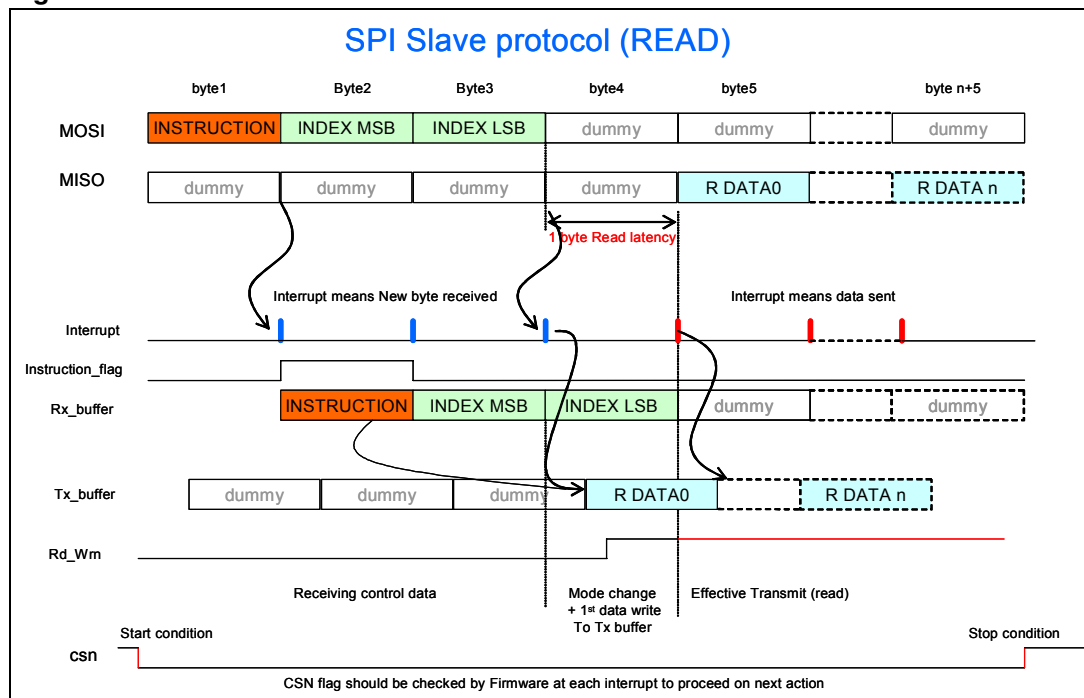 SPI Slave protocol (READ)
byte1 Byte2 Byte3 byte4 byte5 byte n+5
MOSI INSTRUCTION INDEX MSB INDEX LSB dummy dummy dummy
MISO dummy dummy dummy dummy R DATA0 R DATA n
1 byte Read latency
Interrupt means New byte received Interrupt means data sent
Interrupt
Instruction_flag
Rx_buffer INSTRUCTION INDEX MSB INDEX LSB dummy dummy
Tx_buffer dummy dummy dummy R DATA0 R DATA n
Rd_Wrn
Receiving control data Mode change Effective Transmit (read)
+ 1st data write
To Tx buffer
Start condition Stop condition
csn
CSN flag should be checked by Firmware at each interrupt to proceed on next action